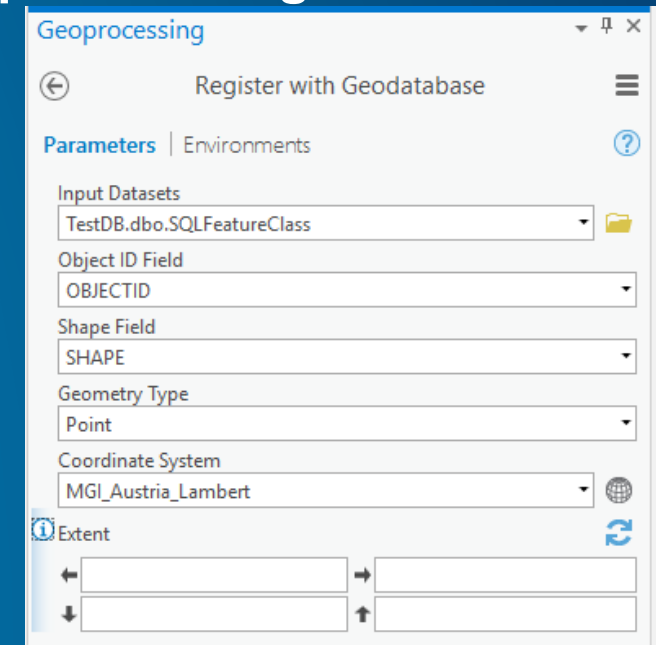 Geoprocessing
Register with Geodatabase
Parameters | Environments
Input Datasets
TestDB.dbo.SQLFeatureClass
Object ID Field
OBJECTID
Shape Field
SHAPE
Geometry Type
Point
Coordinate System
MGI_Austria_Lambert
Extent